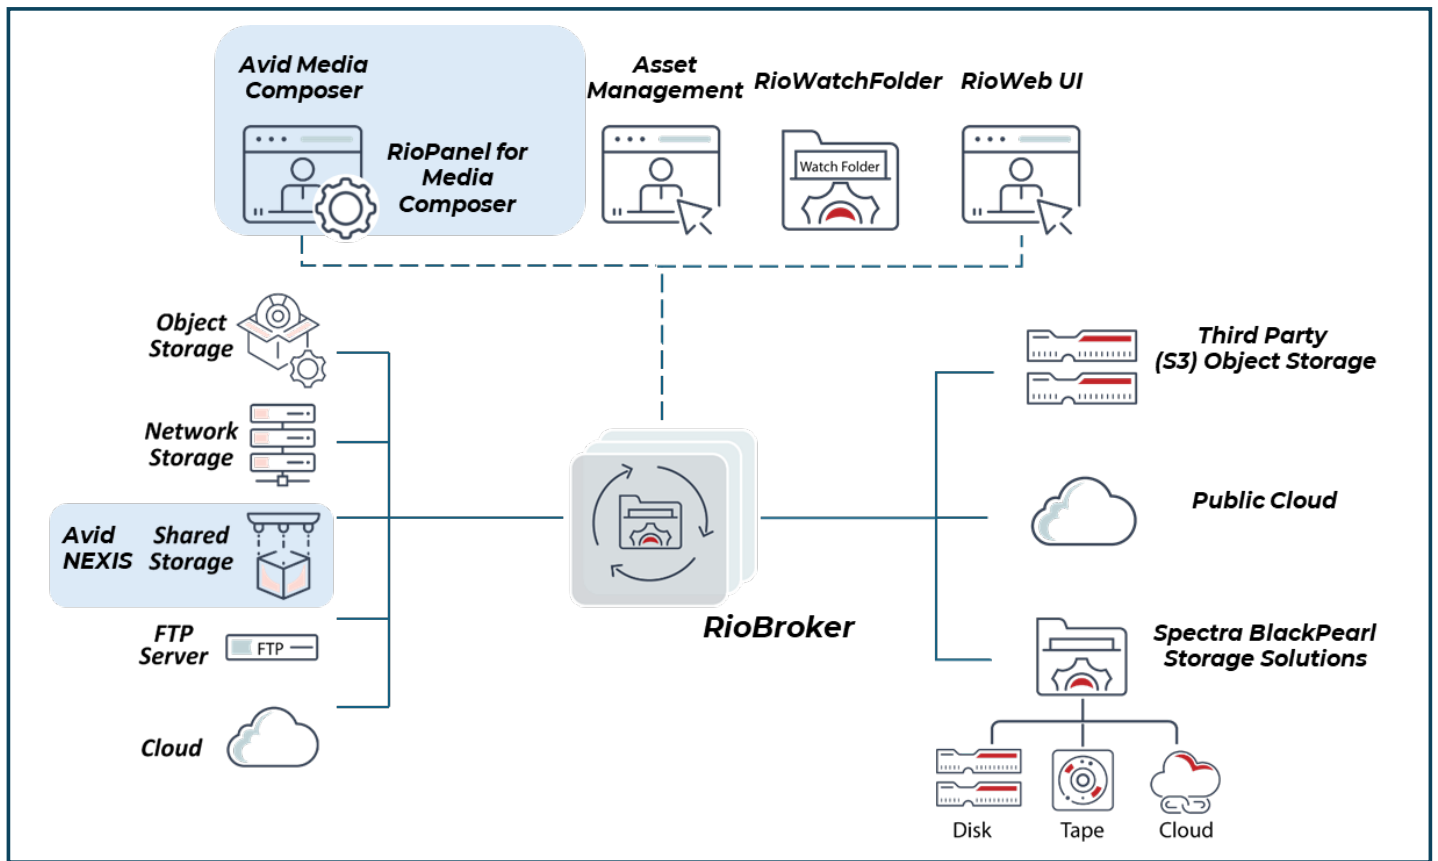 Avid Media
Composer
RioPanel for
Media
Composer
Asset
Management
RioWatchFolder
Watch Folder
RioWeb UI
Object
Storage
Network
Storage
Avid
NEXIS
Shared
Storage
FTP
Server
FTP
Cloud
RioBroker
Third Party
(S3) Object Storage
Public Cloud
Spectra BlackPearl
Storage Solutions
Disk
Tape
Cloud